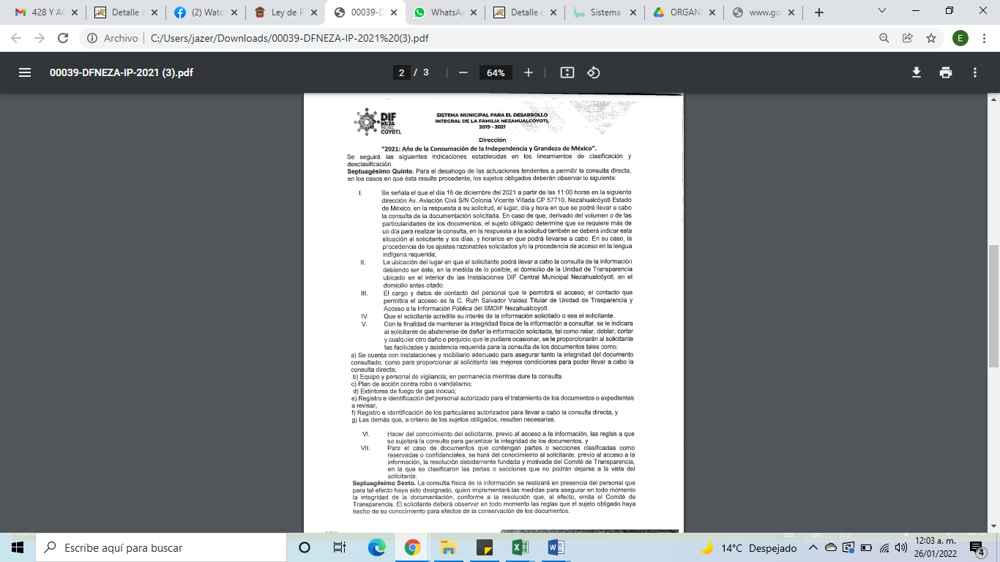 428 Y AC
Detalle d
(2) Watc
Ley de P
00039-D
WhatsAp
Detalle d
Sistema
ORGANI
www.go
Archivo
C:/Users/jazer/Downloads/00039-DFNEZA-IP-2021%20(3).pdf
E
00039-DFNEZA-IP-2021 (3).pdf
2 / 3
64%
DIF
NEZA
COYOTL
SISTEMA MUNICIPAL PARA EL DESARROLLO
INTEGRAL DE LA FAMILIA NEZAHUALCÓYOTL
2019 - 2021
Dirección
"2021: Año de la Consumación de la Independencia y Grandeza de México".
Se seguirá las siguientes indicaciones establecidas en los lineamientos de clasificación y
desclasificación.
Septuagésimo Quinto. Para el desahogo de las actuaciones tendentes a permitir la consulta directa,
en los casos en que ésta resulte procedente, los sujetos obligados deberán observar lo siguiente:
I. Se señala el que el día 16 de diciembre del 2021 a partir de las 11:00 horas en la siguiente
dirección Av. Aviación Civil S/N Colonia Vicente Villada CP 57710, Nezahualcóyotl Estado
de México, en la respuesta a su solicitud, el lugar, día y hora en que se podrá llevar a cabo
la consulta de la documentación solicitada. En caso de que, derivado del volumen o de las
particularidades de los documentos, el sujeto obligado determine que se requiere más de
un día para realizar la consulta, en la respuesta a la solicitud también se deberá indicar esta
situación al solicitante y los días, y horarios en que podrá llevarse a cabo. En su caso, la
procedencia de los ajustes razonables solicitados y/o la procedencia de acceso en la lengua
indígena requerida;
II. La ubicación del lugar en que el solicitante podrá llevar a cabo la consulta de la información
debiendo ser éste, en la medida de lo posible, el domicilio de la Unidad de Transparencia
ubicado en el interior de las Instalaciones DIF Central Municipal Nezahualcóyotl, en el
domicilio antes citado.
III. El cargo y datos de contacto del personal que le permitirá el acceso; el contacto que
permitira el acceso es la C. Ruth Salvador Valdez Titular de Unidad de Trasparencia y
Acceso a la Información Pública del SMDIF Nezahualcoyotl.
IV. Que el solicitante acredite su interés de la información solicitado o sea el solicitante.
V. Con la finalidad de mantener la integridad física de la información a consultar, se le indicara
al solicitante de abstenerse de dañar la información solicitada, tal como rallar, doblar, cortar
y cualquier otro daño o perjuicio que le pudiera ocasionar, se le proporcionarán al solicitante
las facilidades y asistencia requerida para la consulta de los documentos tales como;
a) Se cuenta con instalaciones y mobiliario adecuado para asegurar tanto la integridad del documento
consultado, como para proporcionar al solicitante las mejores condiciones para poder llevar a cabo la
consulta directa;
b) Equipo y personal de vigilancia; en permanecía mientras dure la consulta.
c) Plan de acción contra robo o vandalismo;
d) Extintores de fuego de gas inocuo;
e) Registro e identificación del personal autorizado para el tratamiento de los documentos o expedientes
a revisar;
f) Registro e identificación de los particulares autorizados para llevar a cabo la consulta directa, y
g) Las demás que, a criterio de los sujetos obligados, resulten necesarias.
VI. Hacer del conocimiento del solicitante, previo al acceso a la información, las reglas a que
se sujetará la consulta para garantizar la integridad de los documentos, y
VII. Para el caso de documentos que contengan partes o secciones clasificadas como
reservadas o confidenciales, se hará del conocimiento al solicitante, previo al acceso a la
información, la resolución debidamente fundada y motivada del Comité de Transparencia,
en la que se clasificaron las partes o secciones que no podrán dejarse a la vista del
solicitante.
Septuagésimo Sexto. La consulta física de la información se realizará en presencia del personal que
para tal efecto haya sido designado, quien implementará las medidas para asegurar en todo momento
la integridad de la documentación, conforme a la resolución que, al efecto, emita el Comité de
Transparencia. El solicitante deberá observar en todo momento las reglas que el sujeto obligado haya
hecho de su conocimiento para efectos de la conservación de los documentos.
Escribe aquí para buscar
14°C Despejado
12:03 a. m.
26/01/2022
4